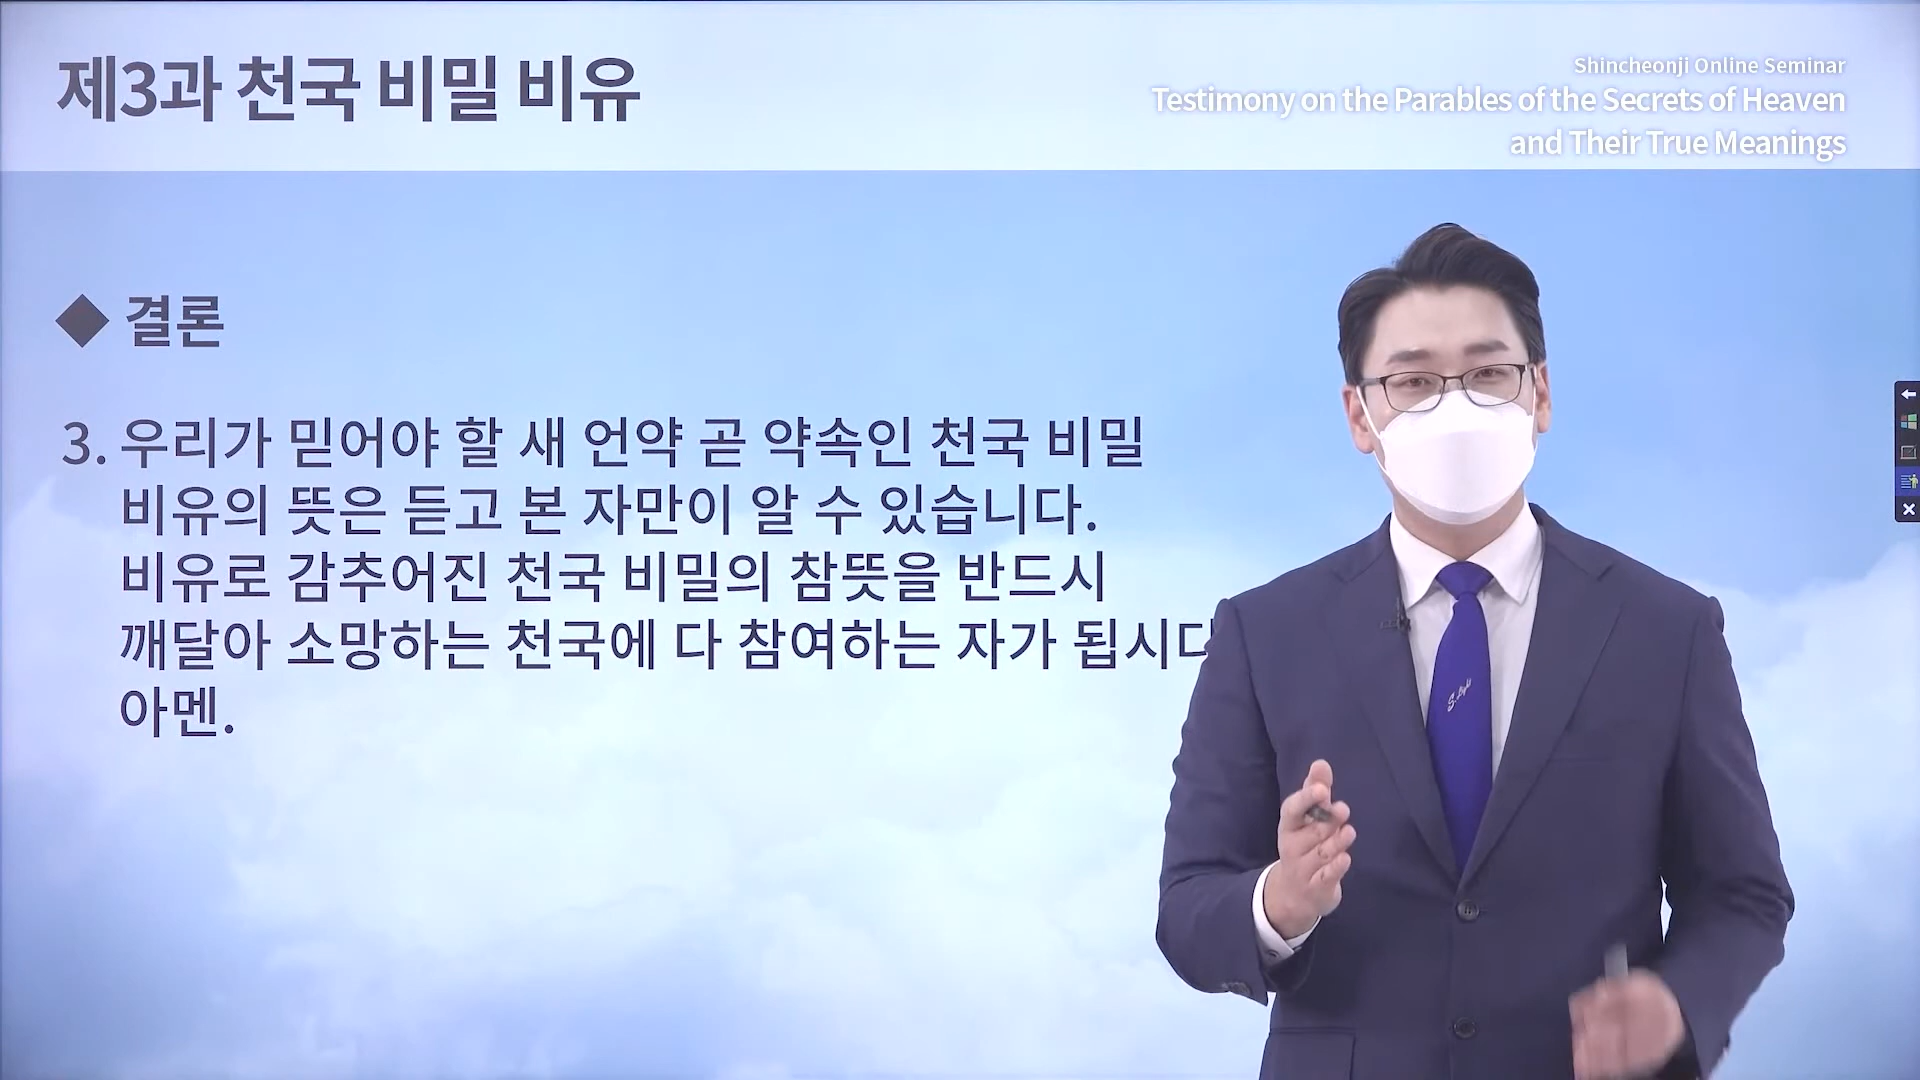 제3과 천국 비밀 비유
Shincheonji Online Seminar
Testimony on the Parables of the Secrets of Heaven
and Their True Meanings
◆ 결론
3. 우리가 믿어야 할 새 언약 곧 약속인 천국 비밀
비유의 뜻은 듣고 본 자만이 알 수 있습니다.
비유로 감추어진 천국 비밀의 참뜻을 반드시
깨달아 소망하는 천국에 다 참여하는 자가 됩시다
아멘.
S. Light